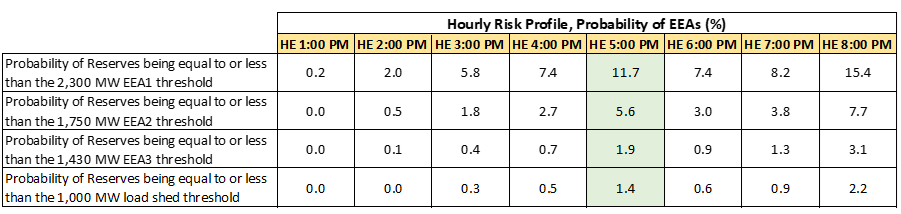 Hourly Risk Profile, Probability of EEAs (%)
HE 1:00 PM HE 2:00 PM HE 3:00 PM HE 4:00 PM HE 5:00 PM HE 6:00 PM HE 7:00 PM HE 8:00 PM
Probability of Reserves being equal to or less
than the 2,300 MW EEA1 threshold
0.2 2.0 5.8 7.4 11.7 7.4 8.2 15.4
Probability of Reserves being equal to or less
than the 1,750 MW EEA2 threshold
0.0 0.5 1.8 2.7 5.6 3.0 3.8 7.7
Probability of Reserves being equal to or less
than the 1,430 MW EEA3 threshold
0.0 0.1 0.4 0.7 1.9 0.9 1.3 3.1
Probability of Reserves being equal to or less
than the 1,000 MW load shed threshold
0.0 0.0 0.3 0.5 1.4 0.6 0.9 2.2